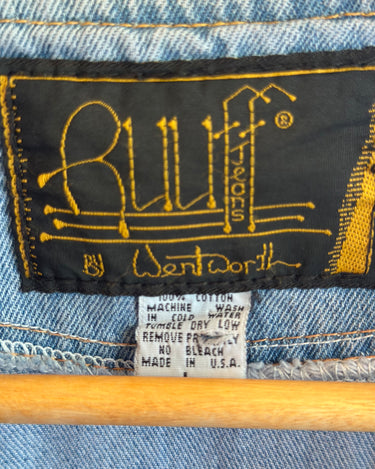 Ruff ®
Jeans
By Wentworth
100% COTTON
MACHINE WASH
IN COLD WATER
TUMBLE DRY LOW
REMOVE
NO BLEACH
MADE IN U.S.A.
L